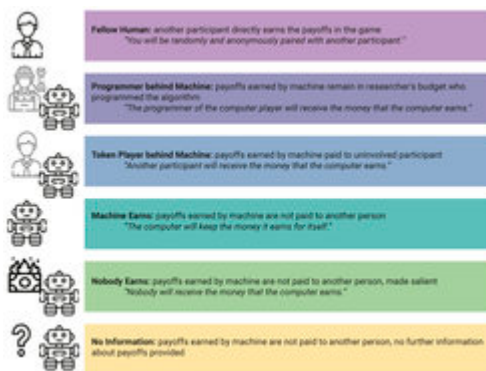 Fellow Human: another participant directly earns the payoffs in the game
"You will be randomly and anonymously paired with another participant."
Programmer behind Machine: payoffs earned by machine remain in researcher's budget who
programmed the algorithm
"The programmer of the computer player will receive the money that the computer earns."
Token Player behind Machine: payoffs earned by machine paid to uninvolved participant
"Another participant will receive the money that the computer earns."
Machine Earns: payoffs earned by machine are not paid to another person
"The computer will keep the money it earns for itself."
Nobody Earns: payoffs earned by machine are not paid to another person, made salient
"Nobody will receive the money that the computer earns."
No Information: payoffs earned by machine are not paid to another person, no further information
about payoffs provided